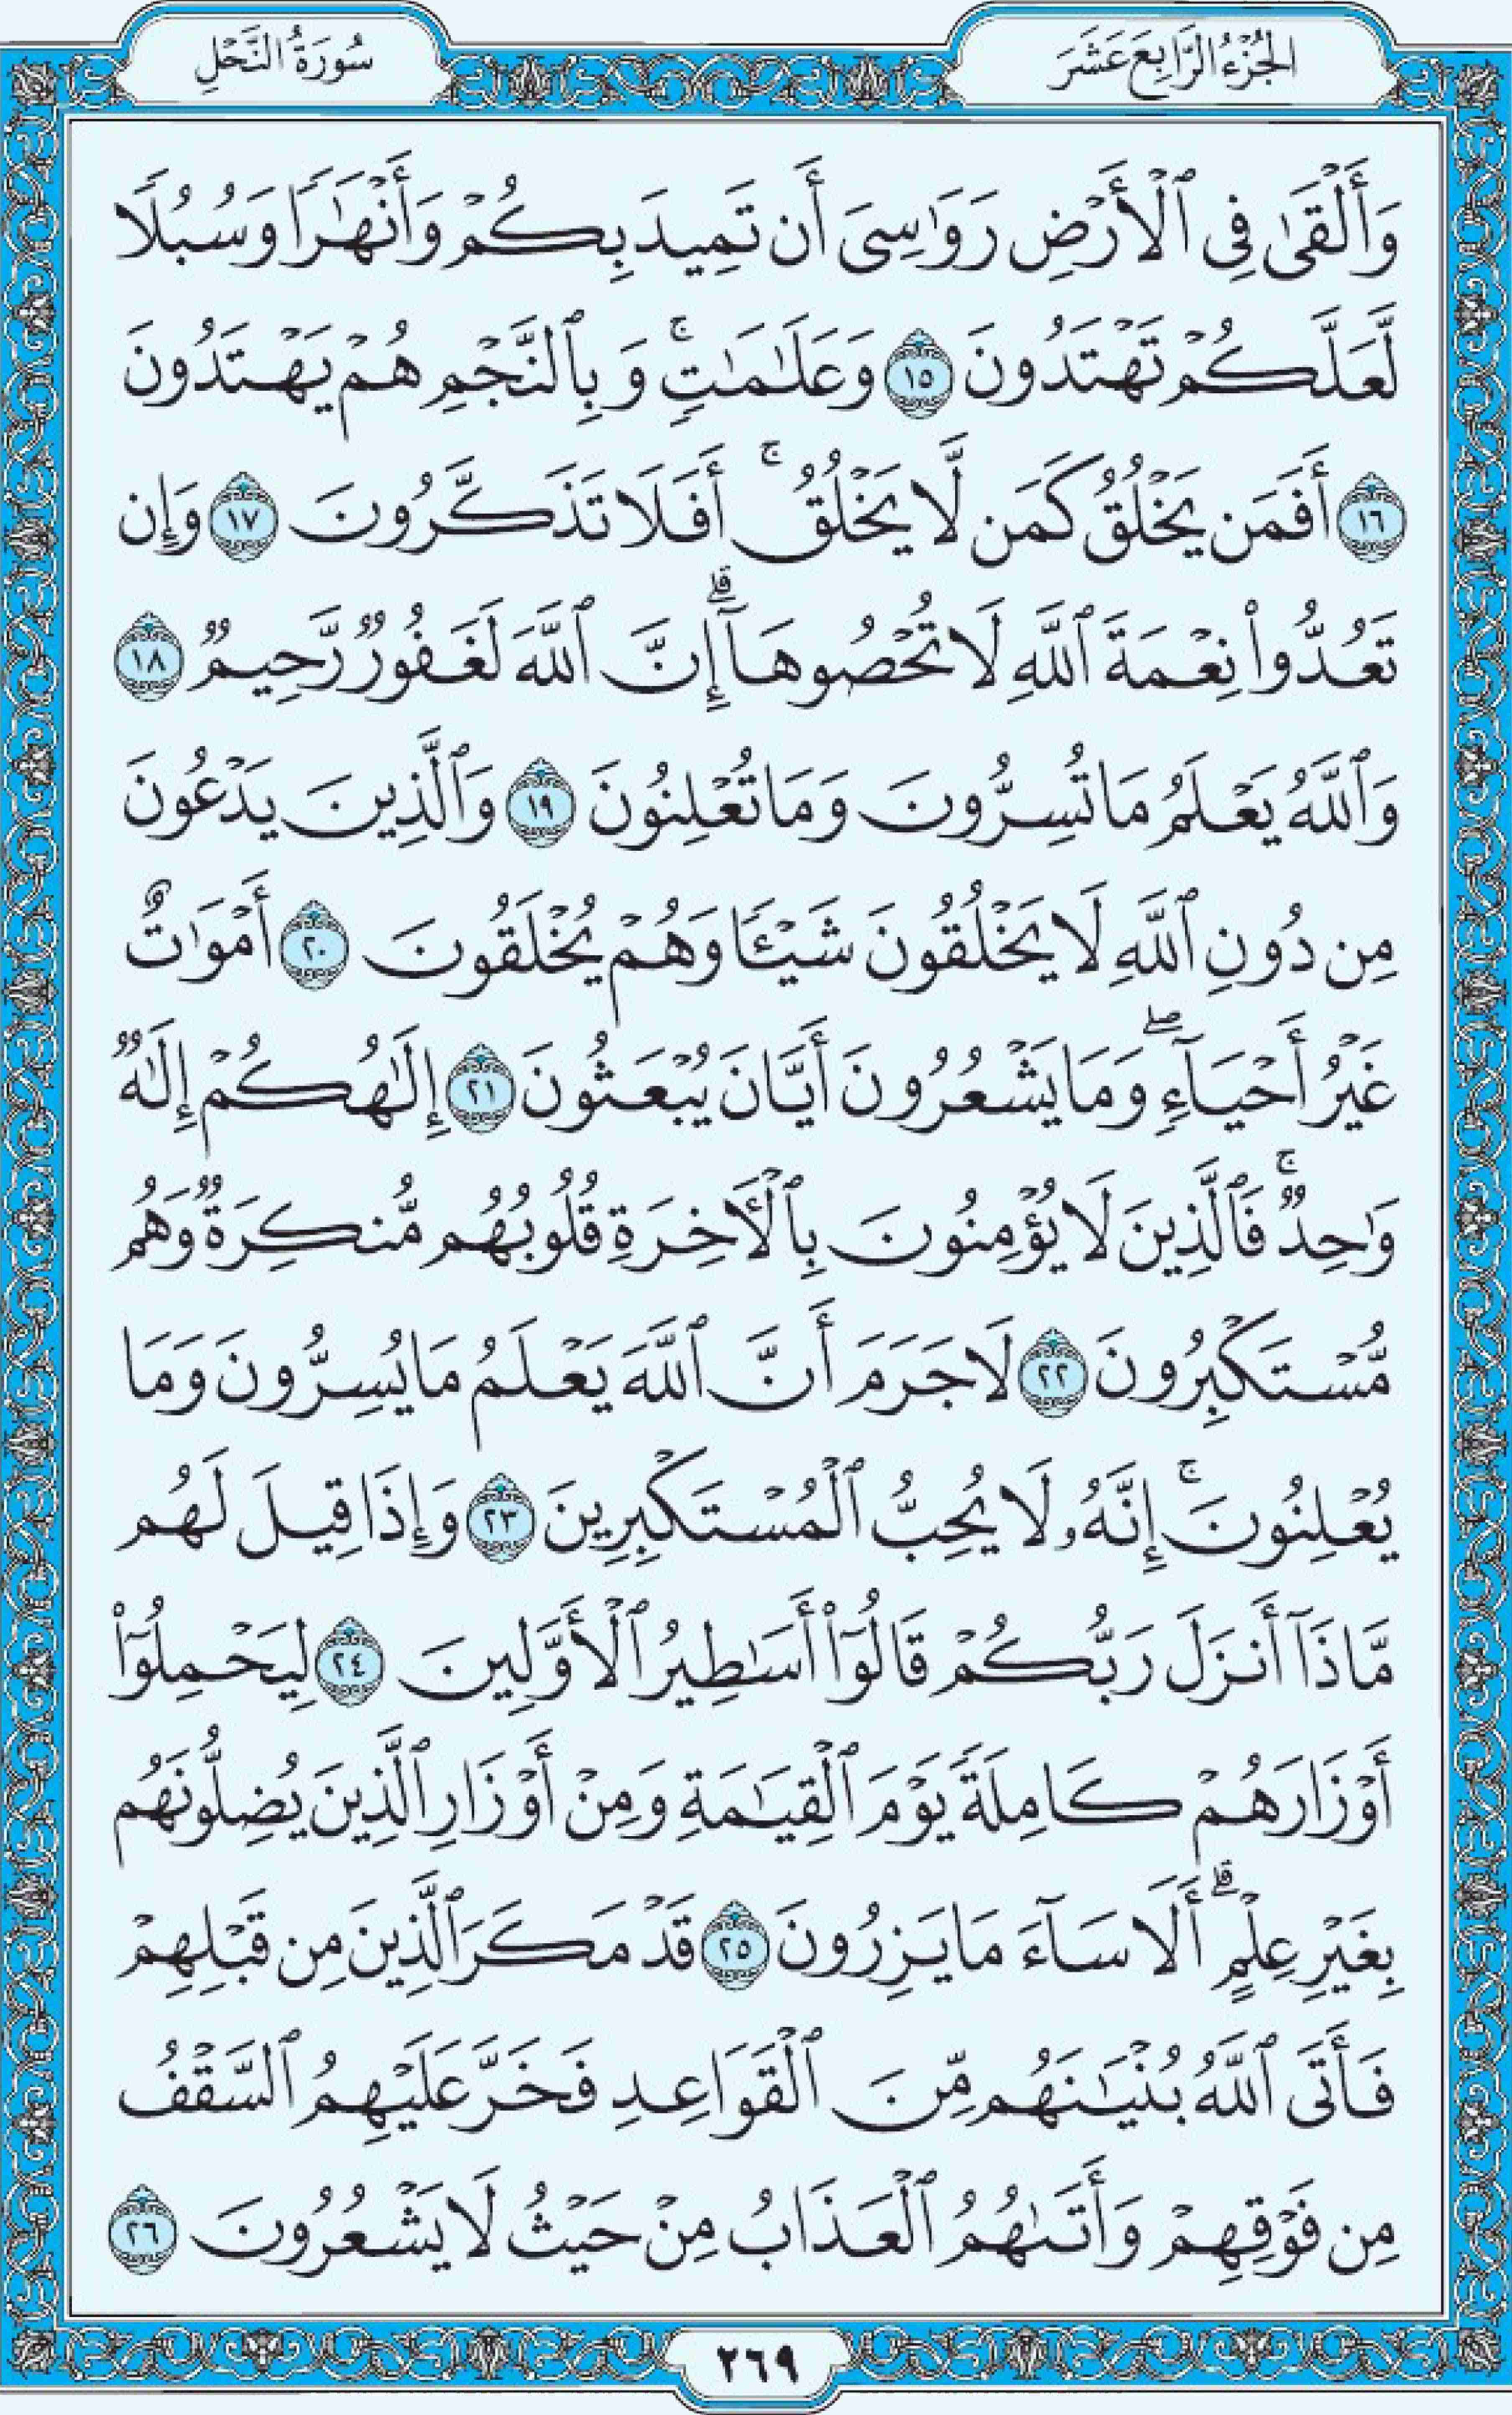 الجُزْءُ الرَّابِعَ عَشَرَ
سُورَةُ النَّحْلِ
وَأَلْقَىٰ فِى ٱلْأَرْضِ رَوَٰسِىَ أَن تَمِيدَ بِكُمْ وَأَنْهَٰرًا وَسُبُلًا
لَّعَلَّكُمْ تَهْتَدُونَ ١٥ وَعَلَٰمَٰتٍ ۚ وَبِٱلنَّجْمِ هُمْ يَهْتَدُونَ
١٦ أَفَمَن يَخْلُقُ كَمَن لَّا يَخْلُقُ ۚ أَفَلَا تَذَكَّرُونَ ١٧ وَإِن
تَعُدُّوا۟ نِعْمَةَ ٱللَّهِ لَا تُحْصُوهَآ ۗ إِنَّ ٱللَّهَ لَغَفُورٌ رَّحِيمٌ ١٨
وَٱللَّهُ يَعْلَمُ مَا تُسِرُّونَ وَمَا تُعْلِنُونَ ١٩ وَٱلَّذِينَ يَدْعُونَ
مِن دُونِ ٱللَّهِ لَا يَخْلُقُونَ شَيْـًٔا وَهُمْ يُخْلَقُونَ ٢٠ أَمْوَٰتٌ
غَيْرُ أَحْيَآءٍ ۖ وَمَا يَشْعُرُونَ أَيَّانَ يُبْعَثُونَ ٢١ إِلَٰهُكُمْ إِلَٰهٌ
وَٰحِدٌ ۚ فَٱلَّذِينَ لَا يُؤْمِنُونَ بِٱلْـَٔاخِرَةِ قُلُوبُهُم مُّنكِرَةٌ وَهُم
مُّسْتَكْبِرُونَ ٢٢ لَا جَرَمَ أَنَّ ٱللَّهَ يَعْلَمُ مَا يُسِرُّونَ وَمَا
يُعْلِنُونَ ۚ إِنَّهُۥ لَا يُحِبُّ ٱلْمُسْتَكْبِرِينَ ٢٣ وَإِذَا قِيلَ لَهُم
مَّاذَآ أَنزَلَ رَبُّكُمْ قَالُوٓا۟ أَسَٰطِيرُ ٱلْأَوَّلِينَ ٢٤ لِيَحْمِلُوٓا۟
أَوْزَارَهُمْ كَامِلَةً يَوْمَ ٱلْقِيَٰمَةِ وَمِنْ أَوْزَارِ ٱلَّذِينَ يُضِلُّونَهُم
بِغَيْرِ عِلْمٍ ۗ أَلَا سَآءَ مَا يَزِرُونَ ٢٥ قَدْ مَكَرَ ٱلَّذِينَ مِن قَبْلِهِمْ
فَأَتَى ٱللَّهُ بُنْيَٰنَهُم مِّنَ ٱلْقَوَاعِدِ فَخَرَّ عَلَيْهِمُ ٱلسَّقْفُ
مِن فَوْقِهِمْ وَأَتَىٰهُمُ ٱلْعَذَابُ مِنْ حَيْثُ لَا يَشْعُرُونَ ٢٦
٢٦٩